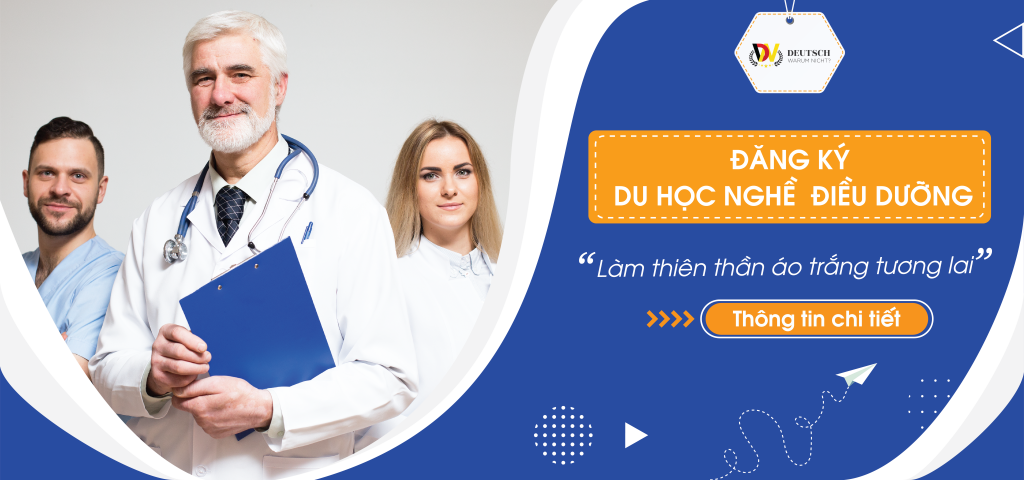 DV
DEUTSCH
WARUM NICHT?
ĐĂNG KÝ
DU HỌC NGHỀ ĐIỀU DƯỠNG
“Làm thiên thần áo trắng tương lai”
Thông tin chi tiết